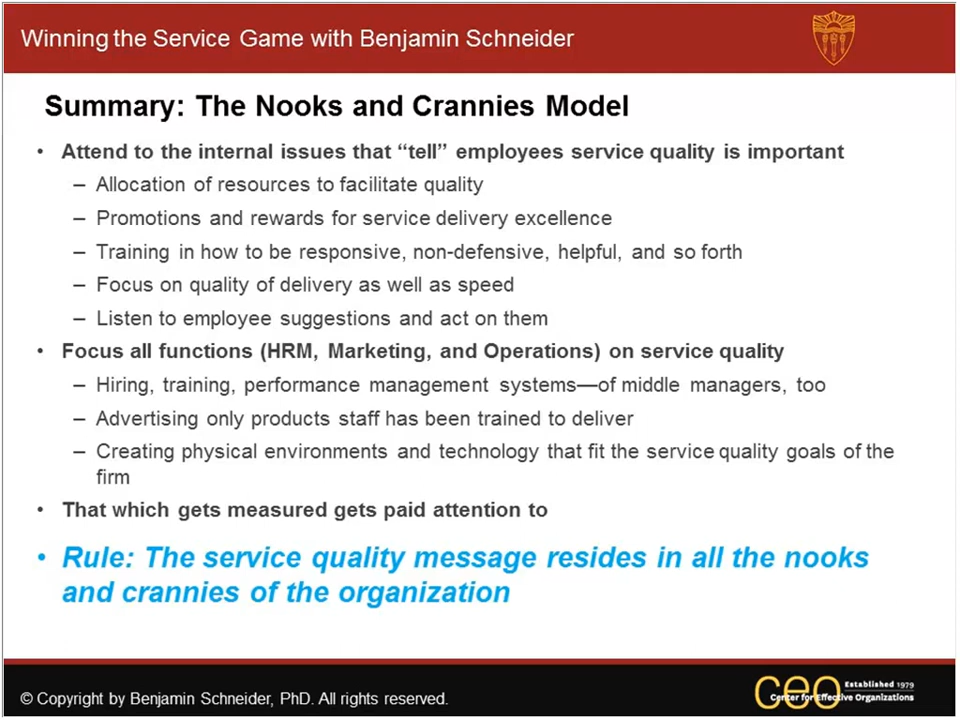 Winning the Service Game with Benjamin Schneider
Summary: The Nooks and Crannies Model
• Attend to the internal issues that “tell” employees service quality is important
– Allocation of resources to facilitate quality
– Promotions and rewards for service delivery excellence
– Training in how to be responsive, non-defensive, helpful, and so forth
– Focus on quality of delivery as well as speed
– Listen to employee suggestions and act on them
• Focus all functions (HRM, Marketing, and Operations) on service quality
– Hiring, training, performance management systems—of middle managers, too
– Advertising only products staff has been trained to deliver
– Creating physical environments and technology that fit the service quality goals of the
firm
• That which gets measured gets paid attention to
• Rule: The service quality message resides in all the nooks
and crannies of the organization
© Copyright by Benjamin Schneider, PhD. All rights reserved.
ceo Established 1979
Center for Effective Organizations